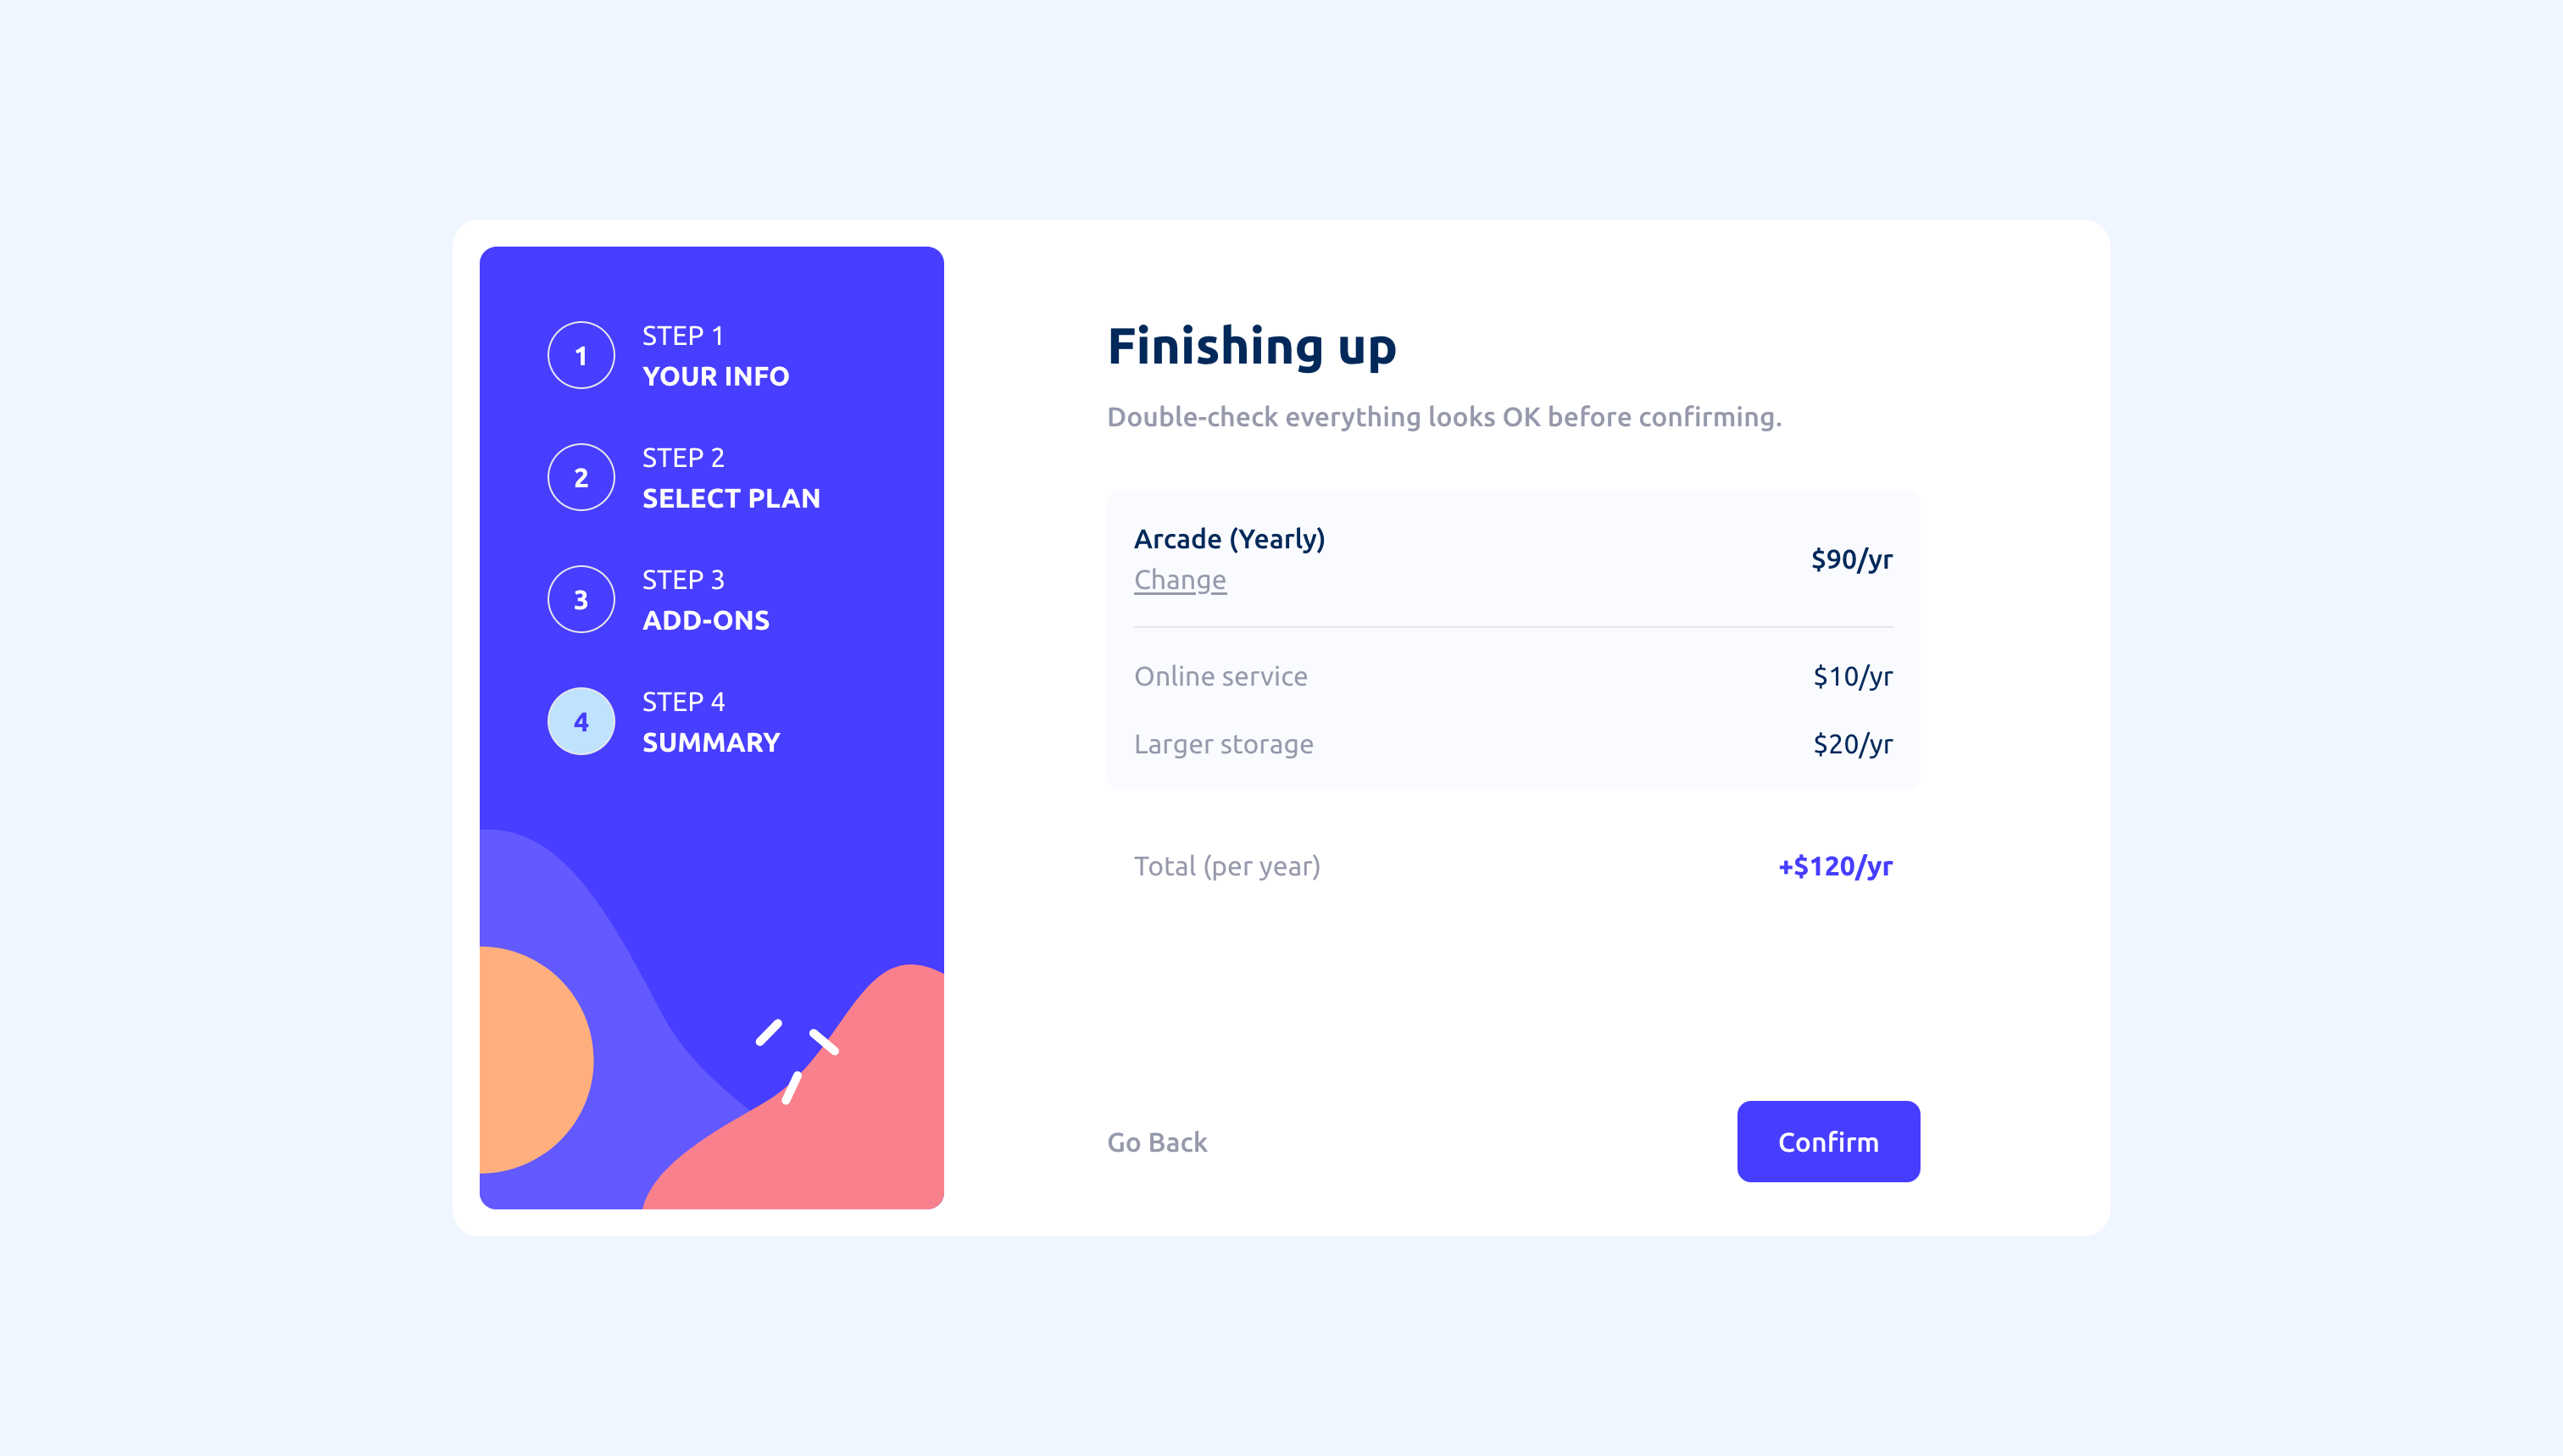 1
STEP 1
YOUR INFO
2
STEP 2
SELECT PLAN
3
STEP 3
ADD-ONS
4
STEP 4
SUMMARY
Finishing up
Double-check everything looks OK before confirming.
Arcade (Yearly)
Change
$90/yr
Online service
$10/yr
Larger storage
$20/yr
Total (per year)
+$120/yr
Go Back
Confirm